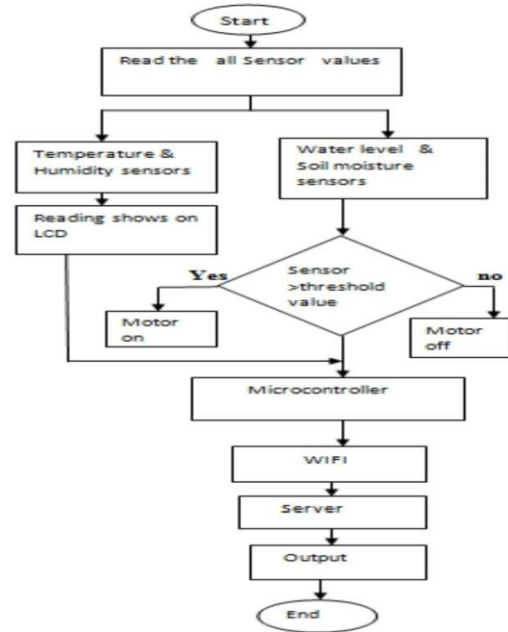 Start
Read the all Sensor values
Temperature &
Humidity sensors
Water level &
Soil moisture
sensors
Reading shows on
LCD
Yes
Sensor
>threshold
value
no
Motor
on
Motor
off
Microcontroller
WIFI
Server
Output
End